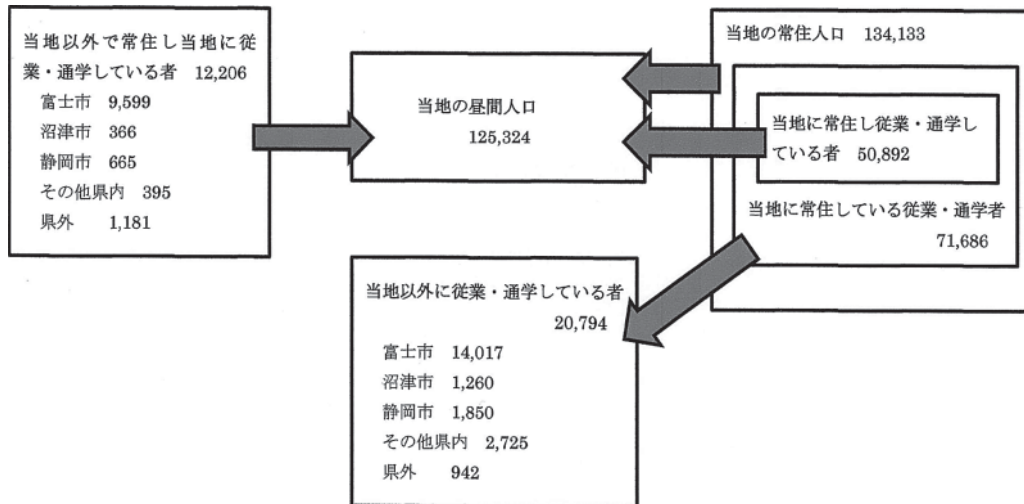 当地以外で常住し当地に従
業・通学している者 12,206
富士市 9,599
沼津市 366
静岡市 665
その他県内 395
県外 1,181
当地の昼間人口
125,324
当地の常住人口 134,133
当地に常住し従業・通学し
ている者 50,892
当地に常住している従業・通学者
71,686
当地以外に従業・通学している者
20,794
富士市 14,017
沼津市 1,260
静岡市 1,850
その他県内 2,725
県外 942